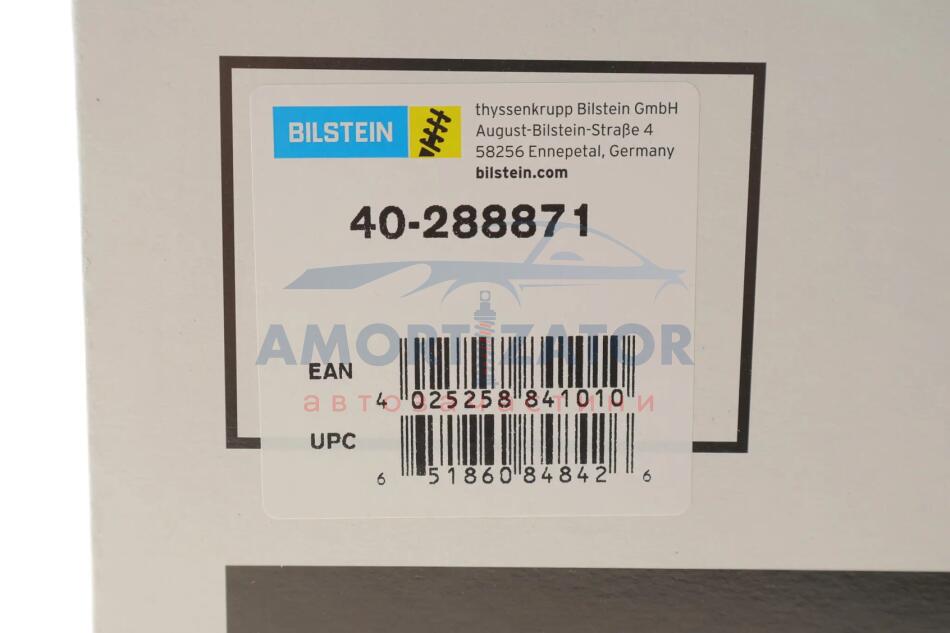 BILSTEIN
thyssenkrupp Bilstein GmbH
August-Bilstein-Straße 4
58256 Ennepetal, Germany
bilstein.com
40-288871
AMORTIZATOR
EAN
4 025258 841010
автозапчастини
UPC
6 51860 84842 6